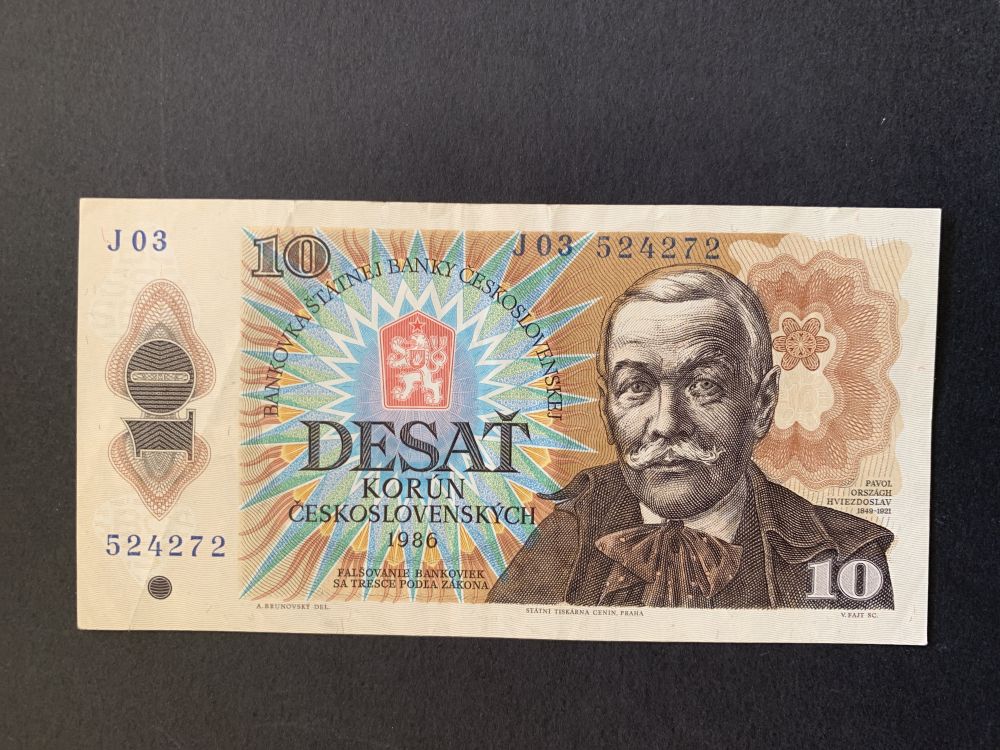 J 03
10
J 03 524272
BANKOVKA ŠTÁTNEJ BANKY ČESKOSLOVENSKEJ
10
DESAŤ
KORÚN
ČESKOSLOVENSKÝCH
1986
PAVOL
ORSZÁGH
HVIEZDOSLAV
1849-1921
524272
FALŠOVANIE BANKOVIEK
SA TRESCE PODĽA ZÁKONA
10
A. BRUNOVSKÝ DEL.
STÁTNÍ TISKÁRNA CENIN, PRAHA
V. FAJT SC.